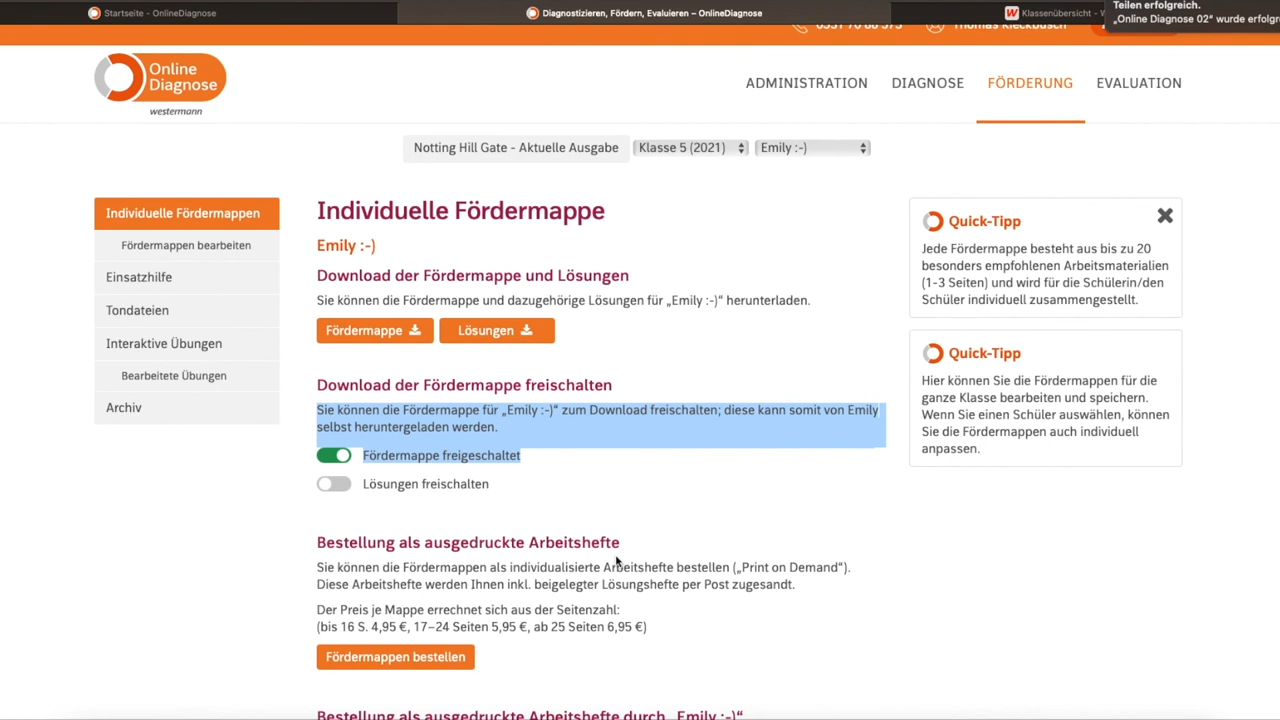 Startseite - OnlineDiagnose
Diagnostizieren, Fördern, Evaluieren – OnlineDiagnose
Klassenübersicht - W
Teilen erfolgreich.
„Online Diagnose 02“ wurde erfolgre
Online
Diagnose
westermann
ADMINISTRATION
DIAGNOSE
FÖRDERUNG
EVALUATION
Notting Hill Gate - Aktuelle Ausgabe
Klasse 5 (2021)
Emily :-)
Individuelle Fördermappen
Fördermappen bearbeiten
Einsatzhilfe
Tondateien
Interaktive Übungen
Bearbeitete Übungen
Archiv
Individuelle Fördermappe
Emily :-)
Download der Fördermappe und Lösungen
Sie können die Fördermappe und dazugehörige Lösungen für „Emily :-)“ herunterladen.
Fördermappe
Lösungen
Download der Fördermappe freischalten
Sie können die Fördermappe für „Emily :-)“ zum Download freischalten; diese kann somit von Emily
selbst heruntergeladen werden.
Fördermappe freigeschaltet
Lösungen freischalten
Bestellung als ausgedruckte Arbeitshefte
Sie können die Fördermappen als individualisierte Arbeitshefte bestellen („Print on Demand“).
Diese Arbeitshefte werden Ihnen inkl. beigelegter Lösungshefte per Post zugesandt.
Der Preis je Mappe errechnet sich aus der Seitenzahl:
(bis 16 S. 4,95 €, 17–24 Seiten 5,95 €, ab 25 Seiten 6,95 €)
Fördermappen bestellen
Bestellung als ausgedruckte Arbeitshefte durch „Emily :-)“
Quick-Tipp
Jede Fördermappe besteht aus bis zu 20
besonders empfohlenen Arbeitsmaterialien
(1-3 Seiten) und wird für die Schülerin/den
Schüler individuell zusammengestellt.
Quick-Tipp
Hier können Sie die Fördermappen für die
ganze Klasse bearbeiten und speichern.
Wenn Sie einen Schüler auswählen, können
Sie die Fördermappen auch individuell
anpassen.